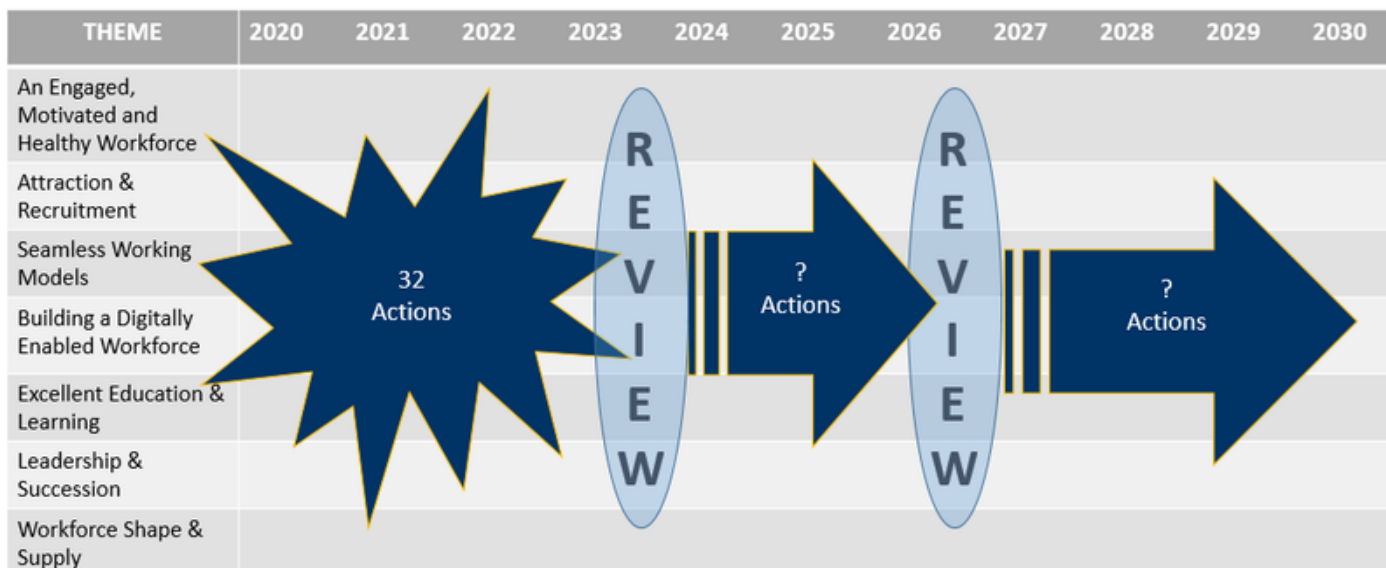 THEME 2020 2021 2022 2023 2024 2025 2026 2027 2028 2029 2030
An Engaged,
Motivated and
Healthy Workforce
Attraction &
Recruitment
Seamless Working
Models
Building a Digitally
Enabled Workforce
Excellent Education &
Learning
Leadership &
Succession
Workforce Shape &
Supply
32
Actions
R
E
V
I
E
W
?
Actions
R
E
V
I
E
W
?
Actions